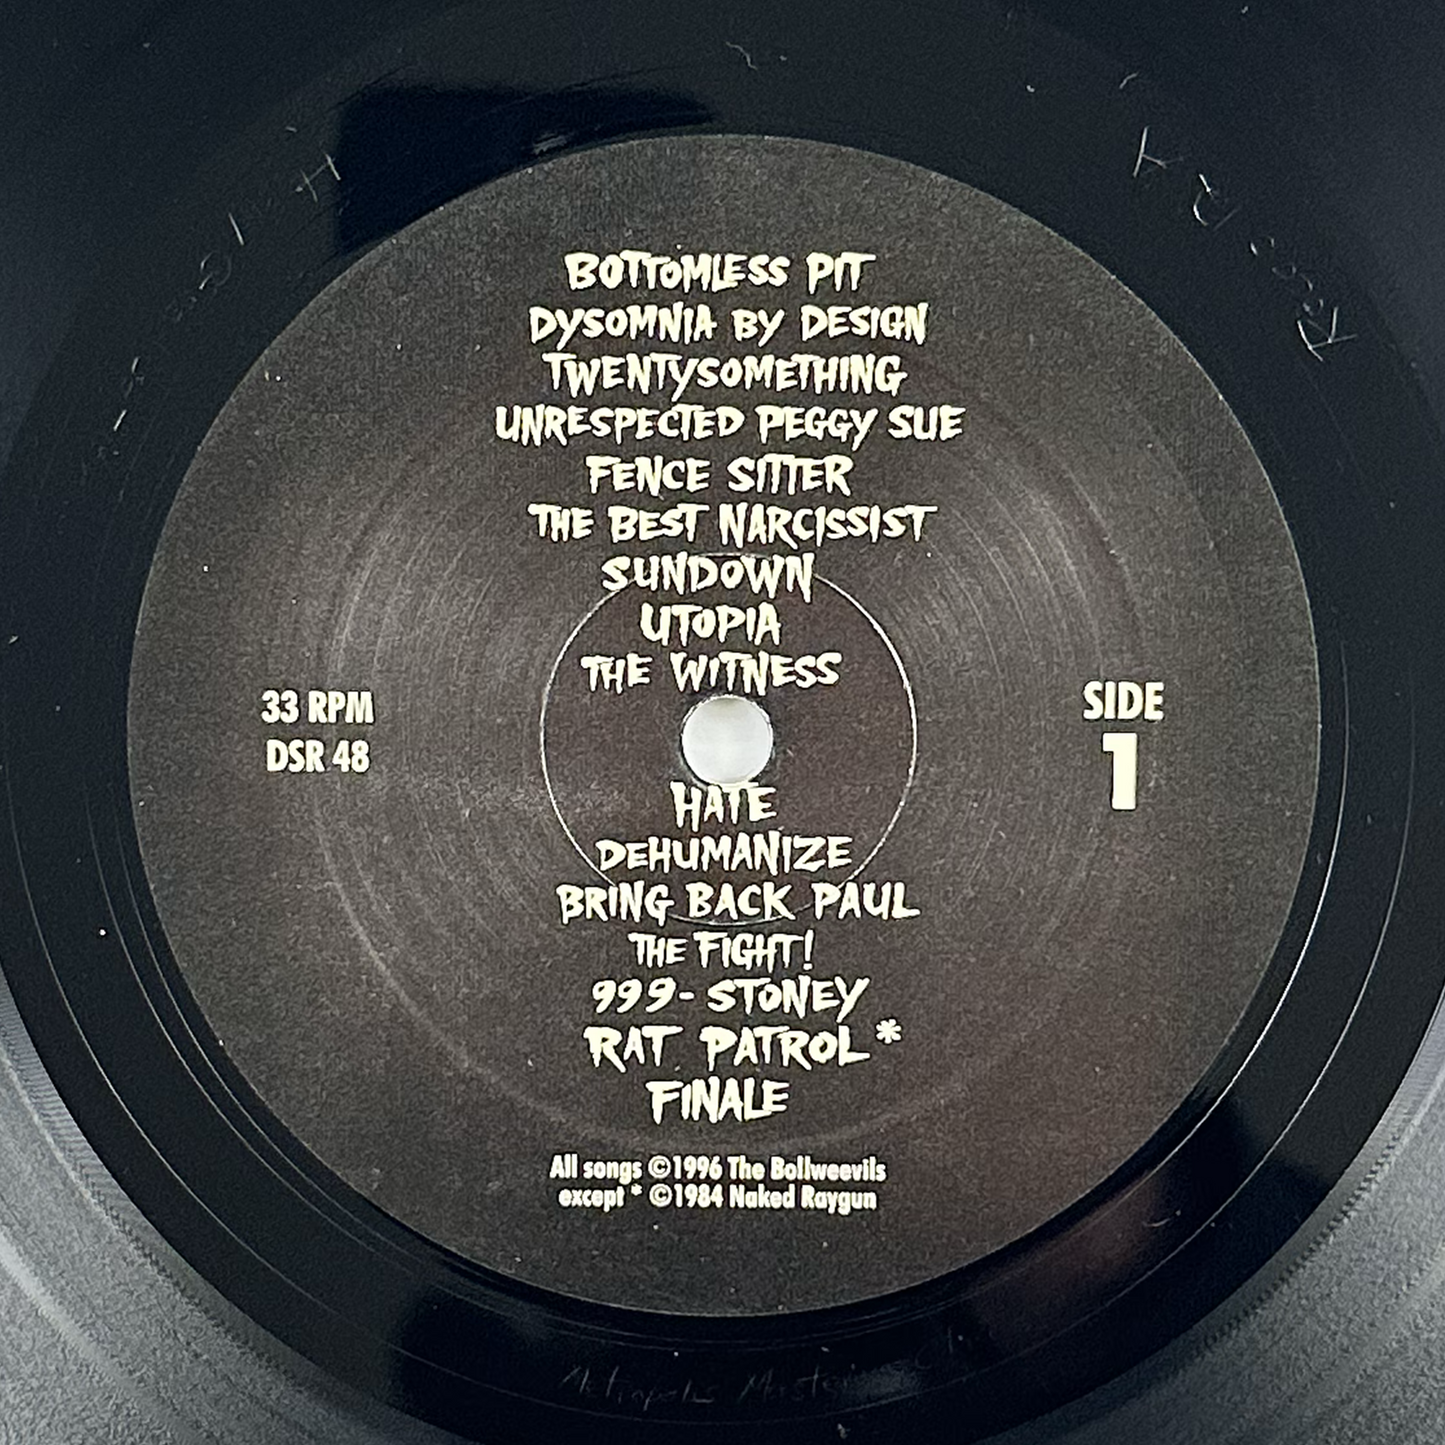 BOTTOMLESS PIT
DYSOMNIA BY DESIGN
TWENTYSOMETHING
UNRESPECTED PEGGY SUE
FENCE SITTER
THE BEST NARCISSIST
SUNDOWN
UTOPIA
THE WITNESS
33 RPM
DSR 48
SIDE
1
HATE
DEHUMANIZE
BRING BACK PAUL
THE FIGHT!
999- STONEY
RAT PATROL*
FINALE
All songs ©1996 The Bollweevils
except * ©1984 Naked Raygun